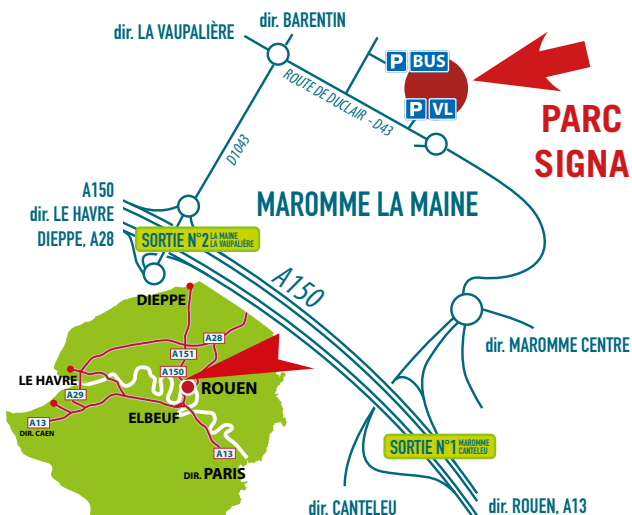 dir. BARENTIN
dir. LA VAUPALIÈRE
P BUS
ROUTE DE DUCLAIR - D43
P VL
PARC
SIGNA
D1043
A150
dir. LE HAVRE
DIEPPE, A28
MAROMME LA MAINE
SORTIE N°2 LA MAINE
LA VAUPALIÈRE
A150
DIEPPE
A28
A151
A150
LE HAVRE
A29
ROUEN
ELBEUF
A13
DIR. CAEN
A13
DIR. PARIS
dir. MAROMME CENTRE
SORTIE N°1 MAROMME
CANTELEU
dir. CANTELEU
dir. ROUEN, A13